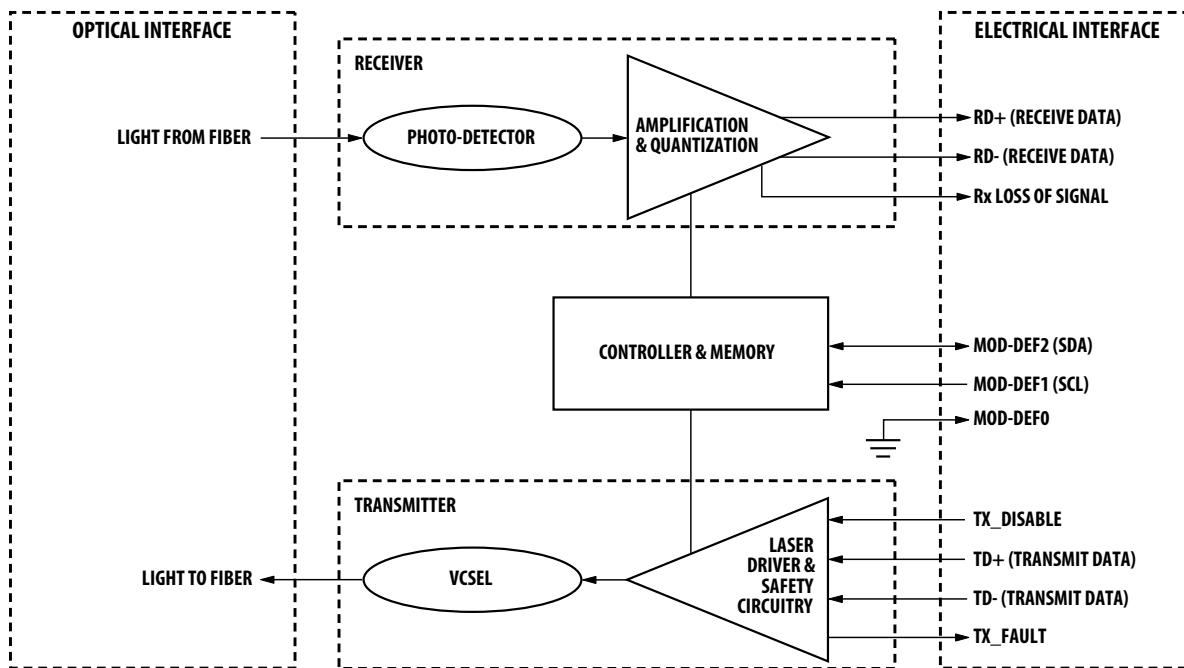 OPTICAL INTERFACE
ELECTRICAL INTERFACE
RECEIVER
LIGHT FROM FIBER
PHOTO-DETECTOR
AMPLIFICATION
& QUANTIZATION
RD+ (RECEIVE DATA)
RD- (RECEIVE DATA)
Rx LOSS OF SIGNAL
CONTROLLER & MEMORY
MOD-DEF2 (SDA)
MOD-DEF1 (SCL)
MOD-DEF0
TRANSMITTER
LIGHT TO FIBER
VCSEL
LASER
DRIVER &
SAFETY
CIRCUITRY
TX_DISABLE
TD+ (TRANSMIT DATA)
TD- (TRANSMIT DATA)
TX_FAULT